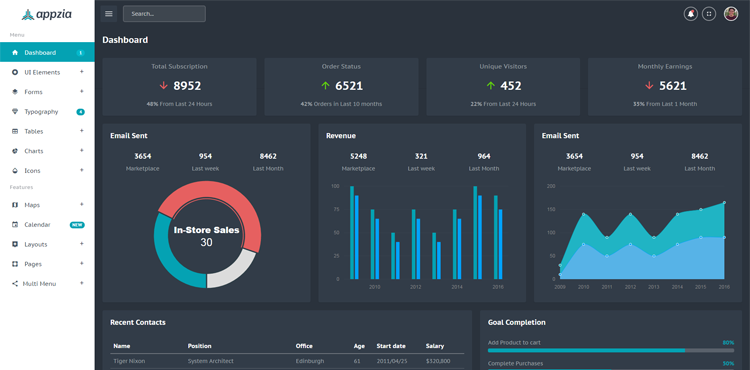 appzia
Search...
Menu
Dashboard 1
UI Elements +
Forms +
Typography 4
Tables +
Charts +
Icons +
Features
Maps +
Calendar NEW
Layouts +
Pages +
Multi Menu +
Dashboard
Total Subscription
8952
48% From Last 24 Hours
Order Status
6521
42% Orders in Last 10 months
Unique Visitors
452
22% From Last 24 Hours
Monthly Earnings
5621
35% From Last 1 Month
Email Sent
3654 954 8462
Marketplace Last week Last Month
In-Store Sales
30
Revenue
5248 321 964
Marketplace Last week Last Month
100
75
50
25
0
2010 2012 2014 2016
Email Sent
3654 954 8462
Marketplace Last week Last Month
200
150
100
50
0
2009 2010 2011 2012 2013 2014 2015 2016
Recent Contacts
Name Position Office Age Start date Salary
Tiger Nixon System Architect Edinburgh 61 2011/04/25 $320,800
Goal Completion
Add Product to cart 80%
Complete Purchases 50%